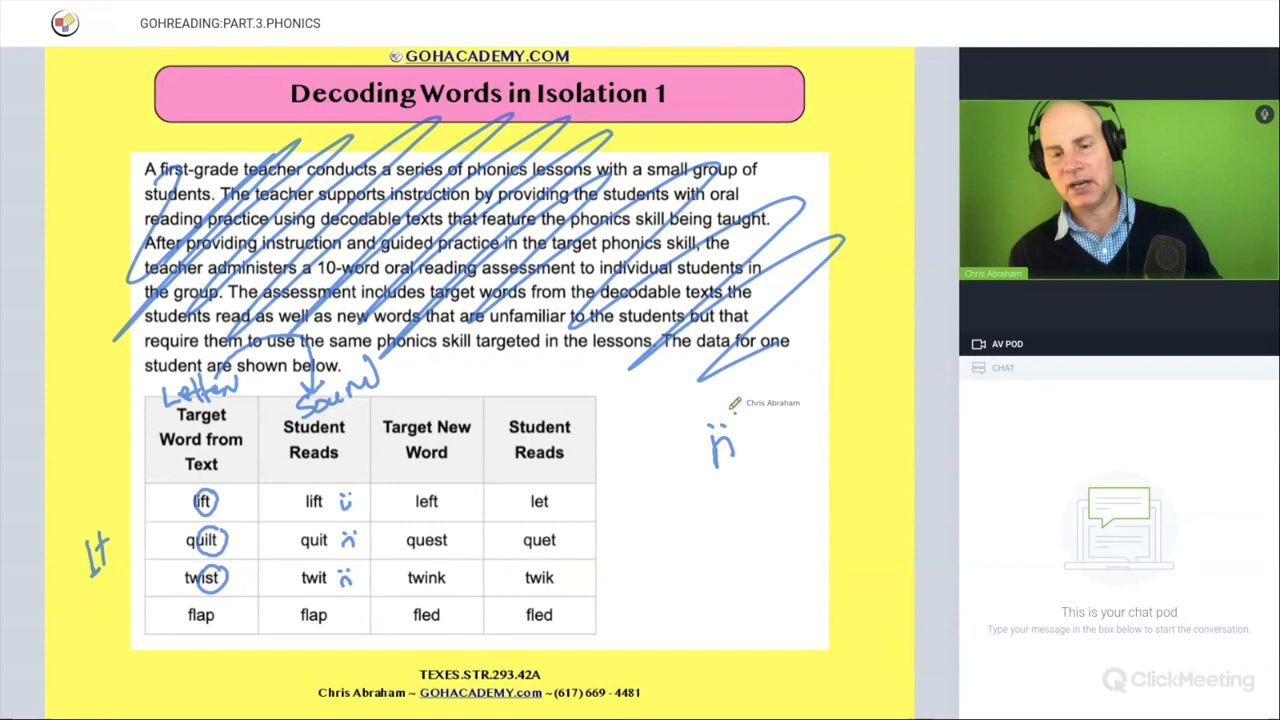 GOHREADING:PART.3.PHONICS
GOHACADEMY.COM
Decoding Words in Isolation 1
A first-grade teacher conducts a series of phonics lessons with a small group of
students. The teacher supports instruction by providing the students with oral
reading practice using decodable texts that feature the phonics skill being taught.
After providing instruction and guided practice in the target phonics skill, the
teacher administers a 10-word oral reading assessment to individual students in
the group. The assessment includes target words from the decodable texts the
students read as well as new words that are unfamiliar to the students but that
require them to use the same phonics skill targeted in the lessons. The data for one
student are shown below.
Letter
Sound
Target Word from Text Student Reads Target New Word Student Reads
lift lift left let
quilt quit quest quet
twist twit twink twik
flap flap fled fled
lt
TEXES.STR.293.42A
Chris Abraham ~ GOHACADEMY.com ~ (617) 669 - 4481
Chris Abraham
Chris Abraham
AV POD
CHAT
This is your chat pod
Type your message in the box below to start the conversation.
ClickMeeting